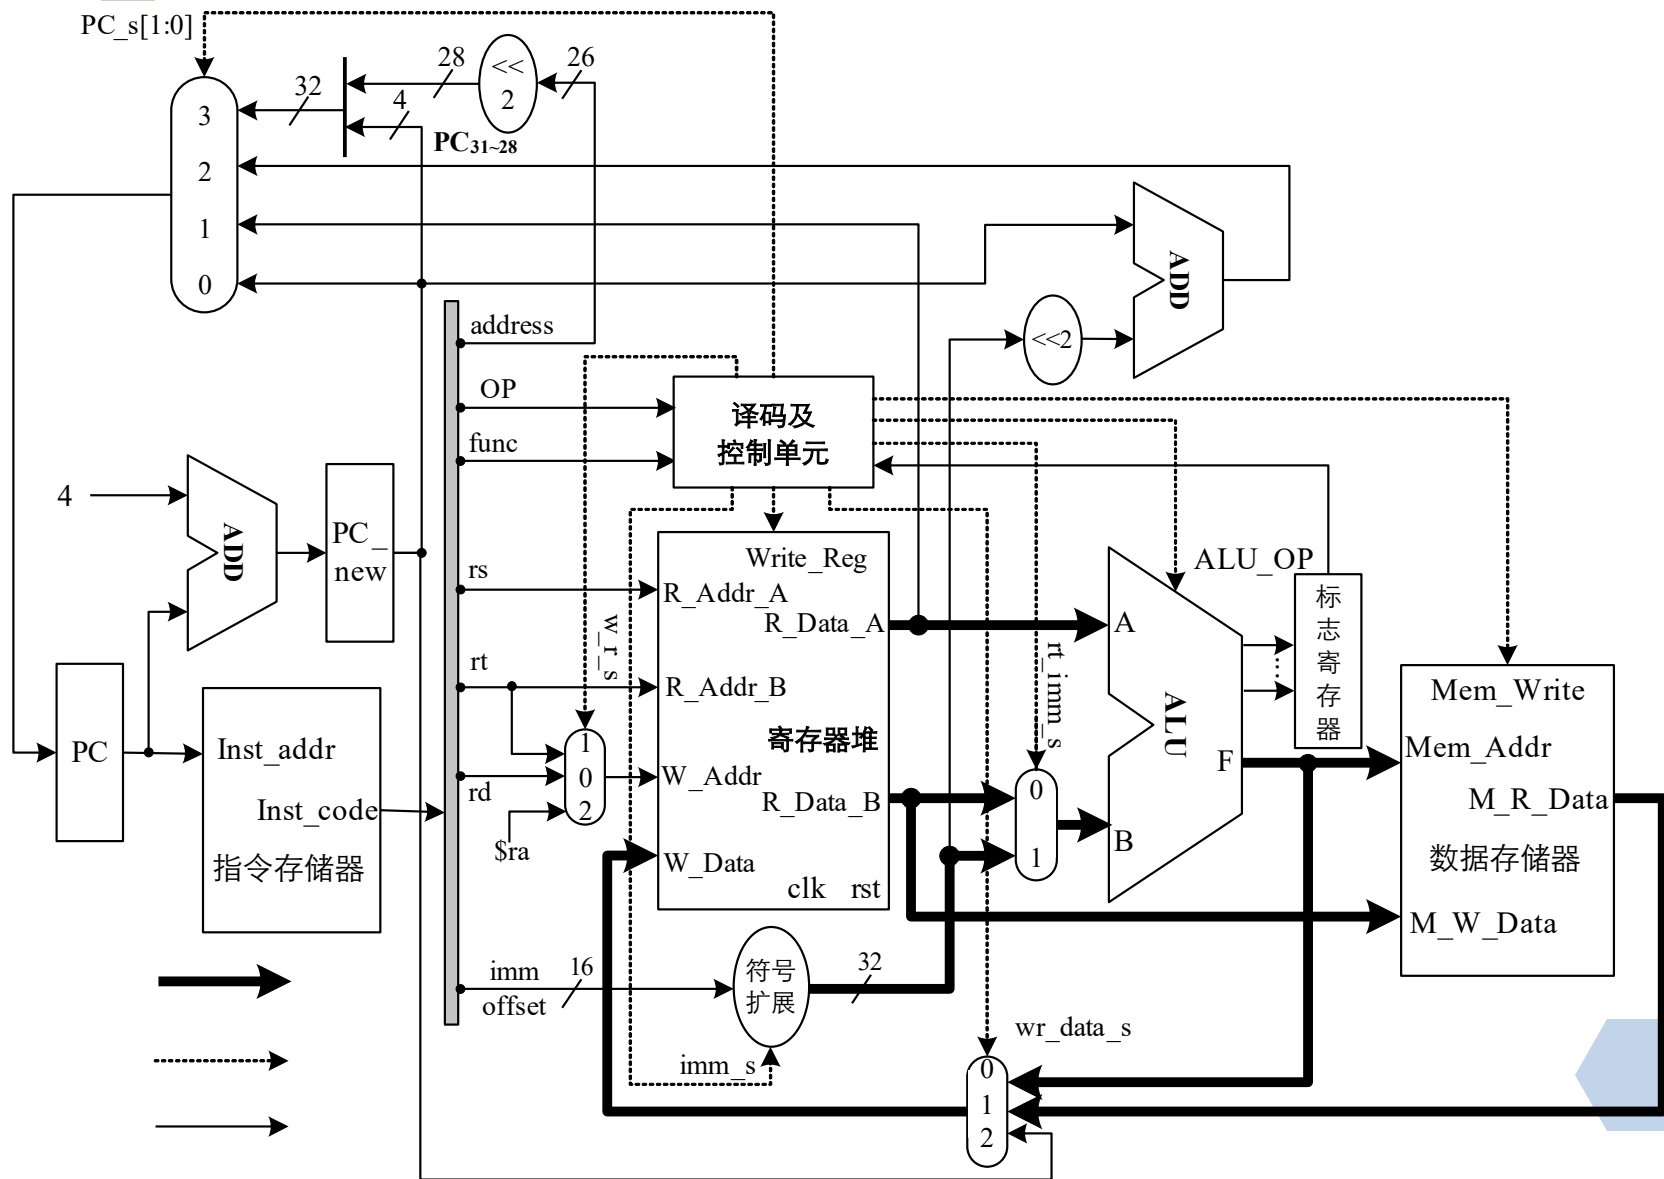 PC_s[1:0]
3
2
1
0
32
28
4
<<
2
26
PC31~28
ADD
<<2
address
OP
func
译码及
控制单元
4
ADD
PC_
new
PC
Inst_addr
Inst_code
指令存储器
rs
rt
rd
$ra
w_r_s
1
0
2
Write_Reg
R_Addr_A
R_Data_A
R_Addr_B
寄存器堆
W_Addr
R_Data_B
W_Data
clk rst
rt_imm_s
0
1
ALU_OP
A
ALU
F
B
标
志
寄
存
器
Mem_Write
Mem_Addr
M_R_Data
数据存储器
M_W_Data
imm
offset
16
符号
扩展
32
imm_s
wr_data_s
0
1
2